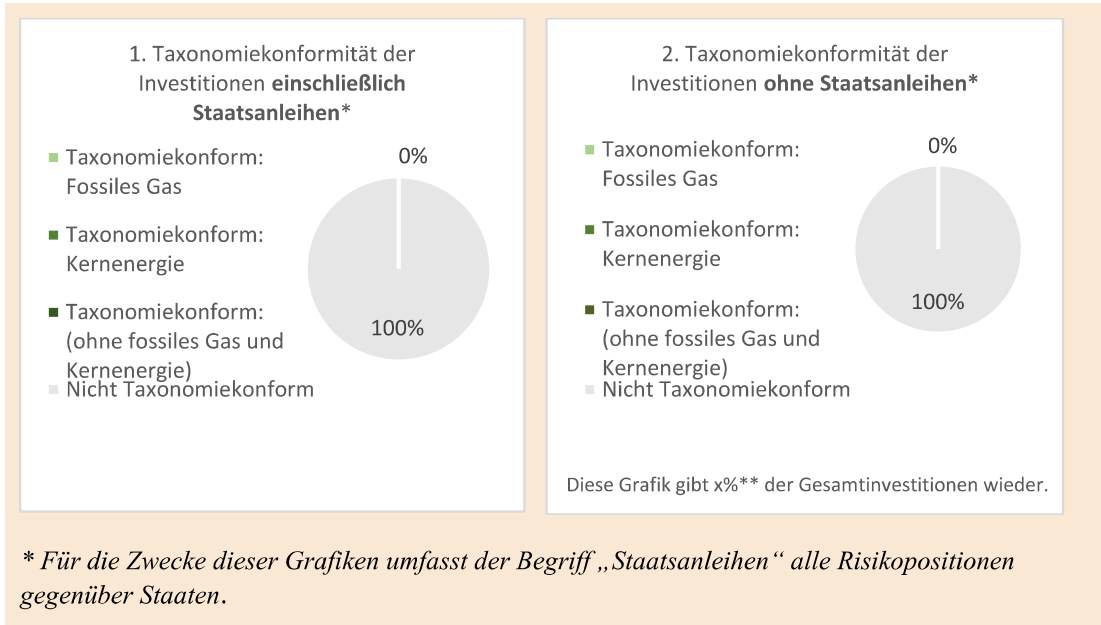 1. Taxonomiekonformität der
Investitionen einschließlich
Staatsanleihen*
Taxonomiekonform:
Fossiles Gas
Taxonomiekonform:
Kernenergie
Taxonomiekonform:
(ohne fossiles Gas und
Kernenergie)
Nicht Taxonomiekonform
0%
100%
2. Taxonomiekonformität der
Investitionen ohne Staatsanleihen*
Taxonomiekonform:
Fossiles Gas
Taxonomiekonform:
Kernenergie
Taxonomiekonform:
(ohne fossiles Gas und
Kernenergie)
Nicht Taxonomiekonform
0%
100%
Diese Grafik gibt x%** der Gesamtinvestitionen wieder.
* Für die Zwecke dieser Grafiken umfasst der Begriff „Staatsanleihen“ alle Risikopositionen
gegenüber Staaten.